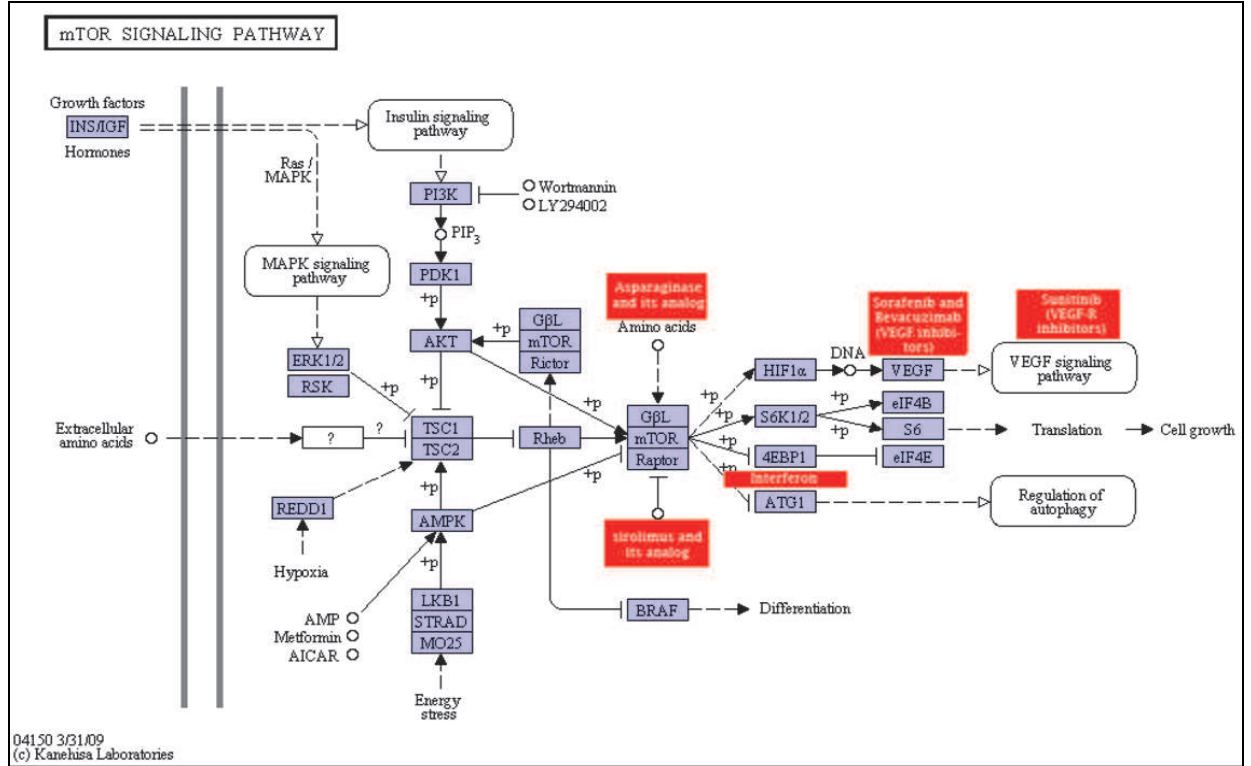 mTOR SIGNALING PATHWAY
Growth factors
INS/IGF
Hormones
Ras /
MAPK
Insulin signaling
pathway
PI3K
Wortmannin
LY294002
PIP3
MAPK signaling
pathway
PDK1
+p
AKT
+p
GβL
mTOR
Rictor
ERK1/2
RSK
+p
+p
+p
Asparaginase
and its analog
Amino acids
Sorafenib and
Bevacuzimab
(VEGF inhibi-
tors)
Sunitinib
(VEGF-R
inhibitors)
DNA
HIF1α
VEGF
VEGF signaling
pathway
+p
+p
+p
+p
S6K1/2
+p
+p
eIF4B
S6
Translation
Cell growth
Extracellular
amino acids
?
?
TSC1
TSC2
Rheb
GβL
mTOR
Raptor
4EBP1
eIF4E
Interferon
ATG1
Regulation of
autophagy
+p
+p
REDD1
AMPK
sirolimus and
its analog
Hypoxia
+p
LKB1
STRAD
MO25
AMP
Metformin
AICAR
BRAF
Differentiation
Energy
stress
04150 3/31/09
(c) Kanehisa Laboratories